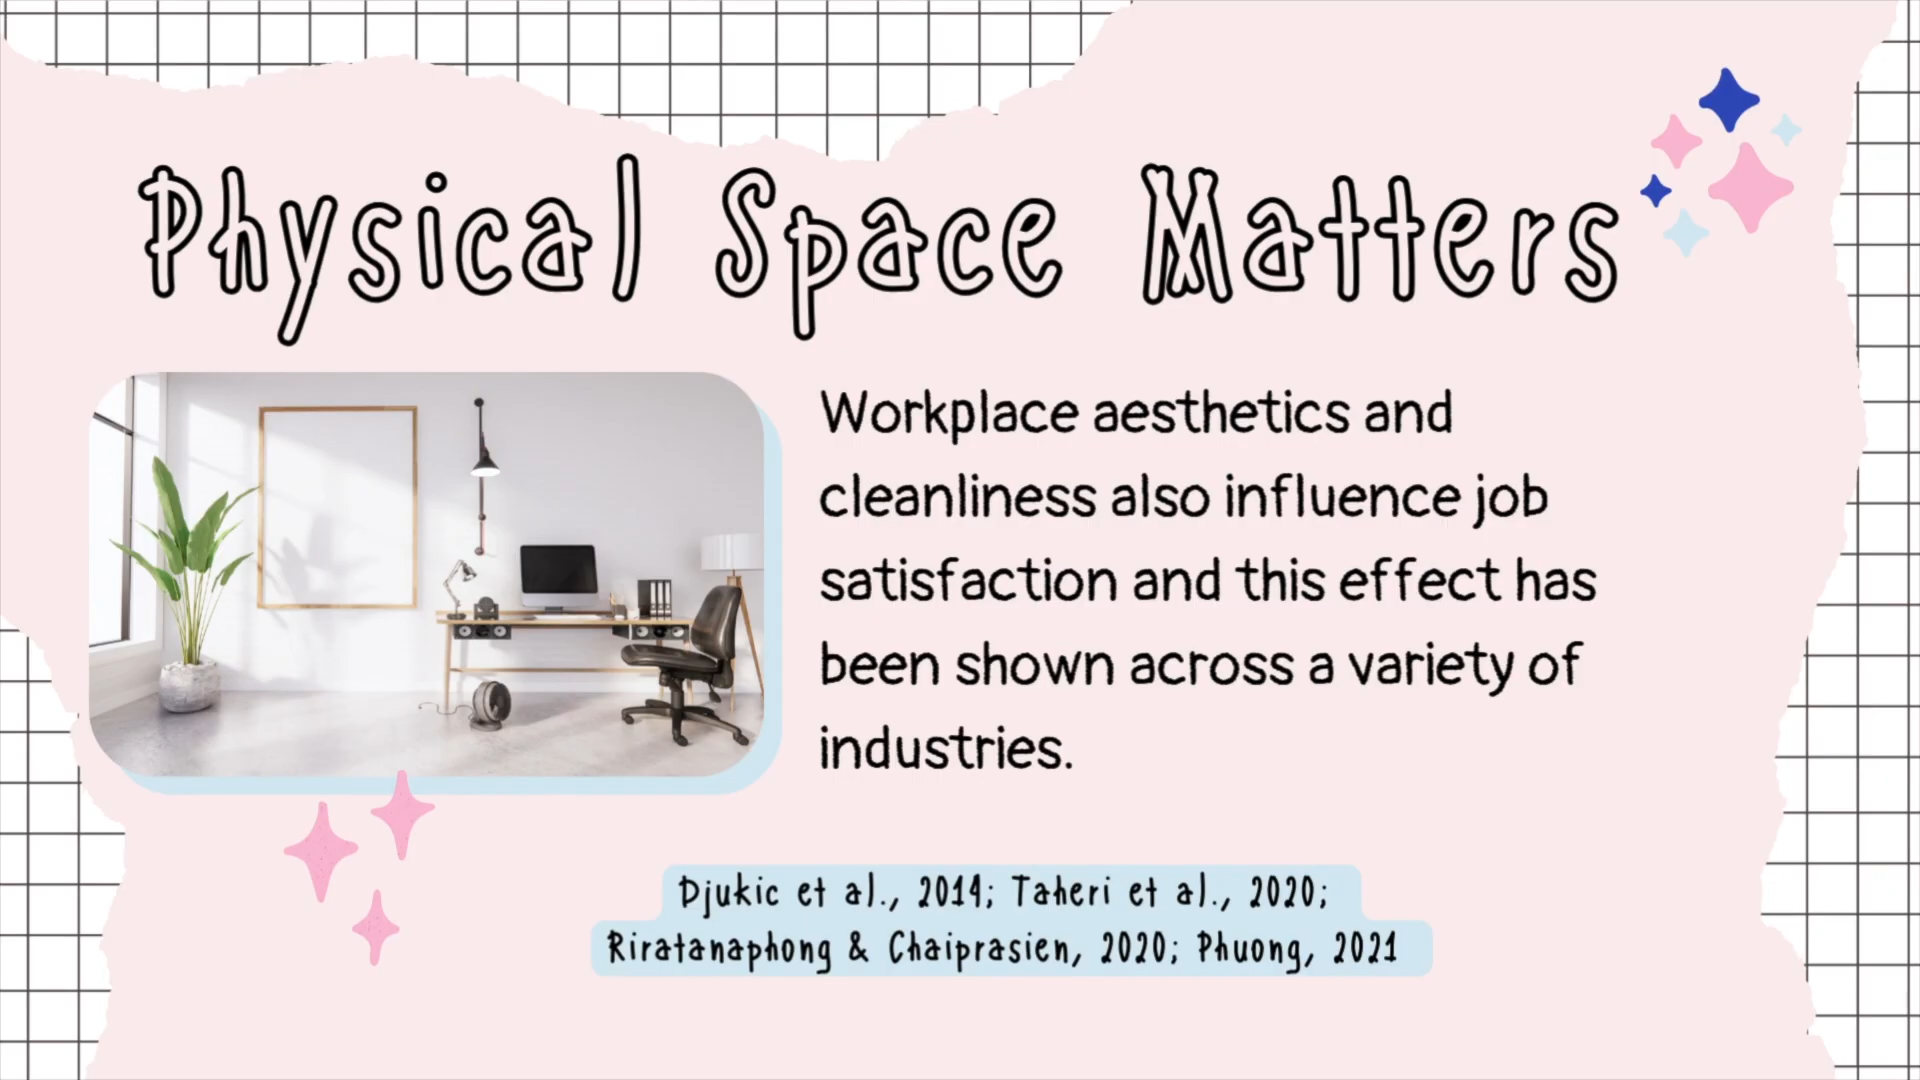 Physical Space Matters
Workplace aesthetics and
cleanliness also influence job
satisfaction and this effect has
been shown across a variety of
industries.
Djukic et al., 2014; Taheri et al., 2020;
Riratanaphong & Chaiprasien, 2020; Phuong, 2021